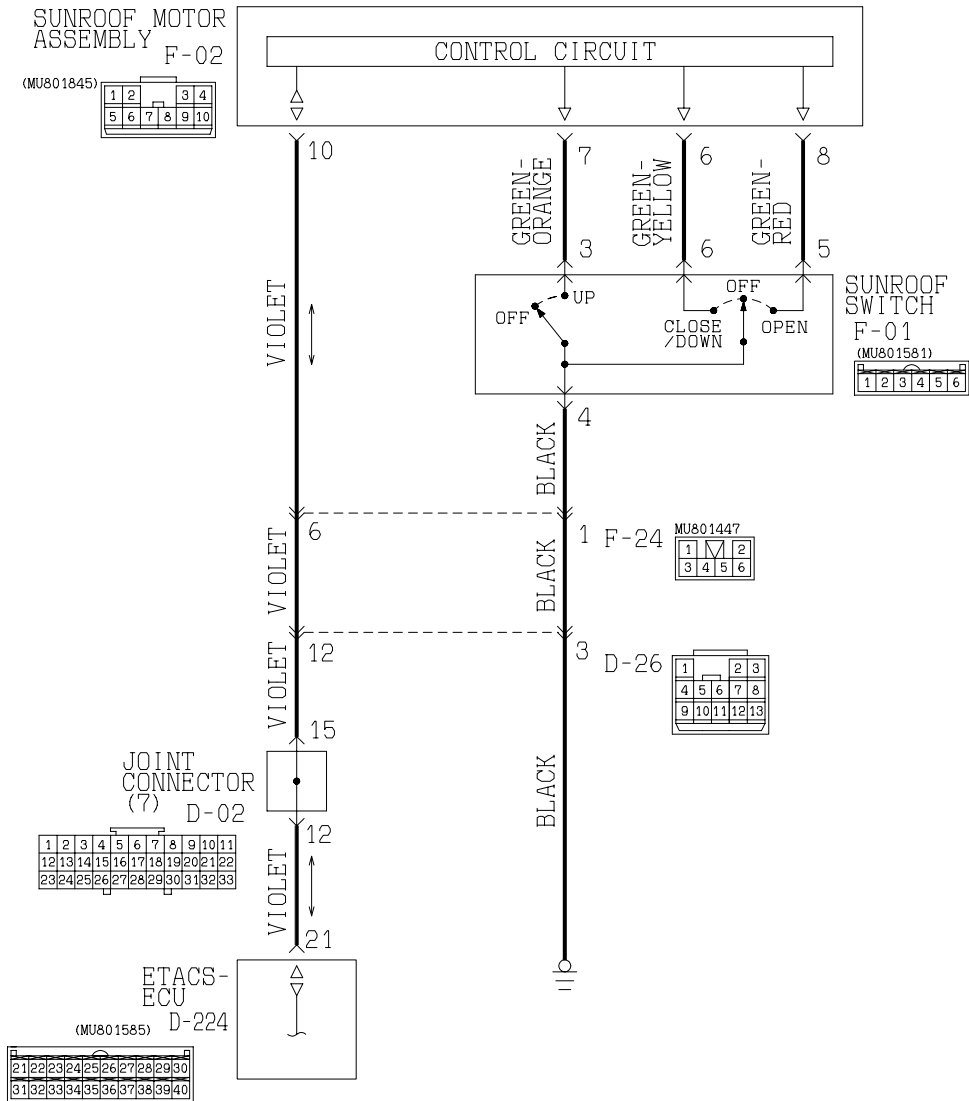 SUNROOF MOTOR
ASSEMBLY
F-02
(MU801845)
1 2 3 4
5 6 7 8 9 10
CONTROL CIRCUIT
10
7
6
8
GREEN-
ORANGE
GREEN-
YELLOW
GREEN-
RED
3
6
5
VIOLET
OFF
UP
OFF
CLOSE
/DOWN
OPEN
SUNROOF
SWITCH
F-01
(MU801581)
1 2 3 4 5 6
4
BLACK
6
1
F-24
MU801447
1 2
3 4 5 6
VIOLET
BLACK
12
3
D-26
1 2 3
4 5 6 7 8
9 10 11 12 13
VIOLET
15
JOINT
CONNECTOR
(7)
D-02
1 2 3 4 5 6 7 8 9 10 11
12 13 14 15 16 17 18 19 20 21 22
23 24 25 26 27 28 29 30 31 32 33
BLACK
12
VIOLET
21
ETACS-
ECU
D-224
(MU801585)
21 22 23 24 25 26 27 28 29 30
31 32 33 34 35 36 37 38 39 40